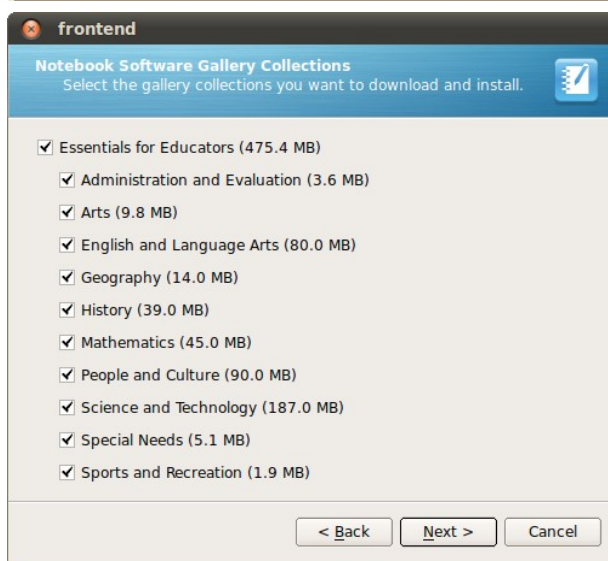 frontend
Notebook Software Gallery Collections
Select the gallery collections you want to download and install.
Essentials for Educators (475.4 MB)
Administration and Evaluation (3.6 MB)
Arts (9.8 MB)
English and Language Arts (80.0 MB)
Geography (14.0 MB)
History (39.0 MB)
Mathematics (45.0 MB)
People and Culture (90.0 MB)
Science and Technology (187.0 MB)
Special Needs (5.1 MB)
Sports and Recreation (1.9 MB)
< Back Next > Cancel